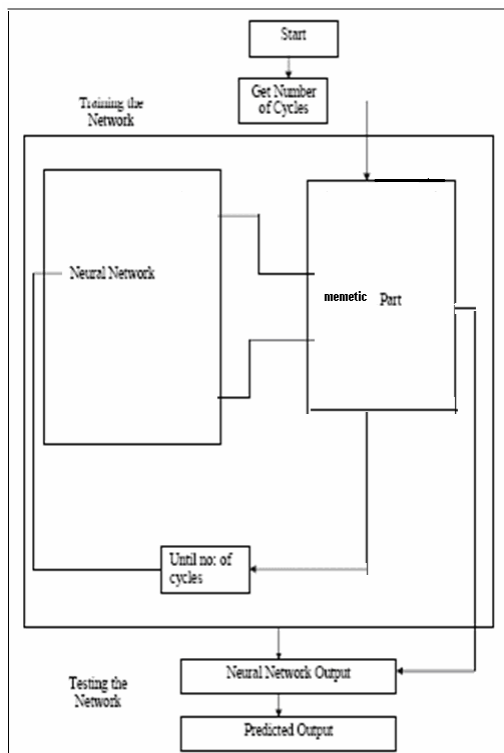 Start
Get Number
of Cycles
Training the
Network
Neural Network
memetic Part
Until no: of
cycles
Neural Network Output
Testing the
Network
Predicted Output